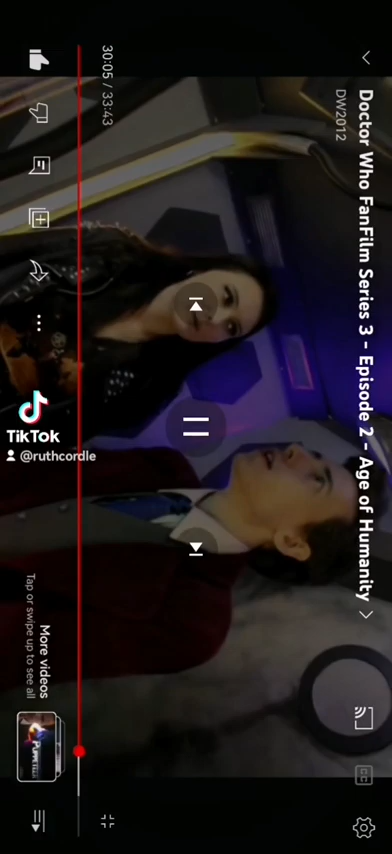 Doctor Who FanFilm Series 3 - Episode 2 - Age of Humanity
DW2012
30:05 / 33:43
More videos
Tap or swipe up to see all
CC
TikTok
@ruthcordle